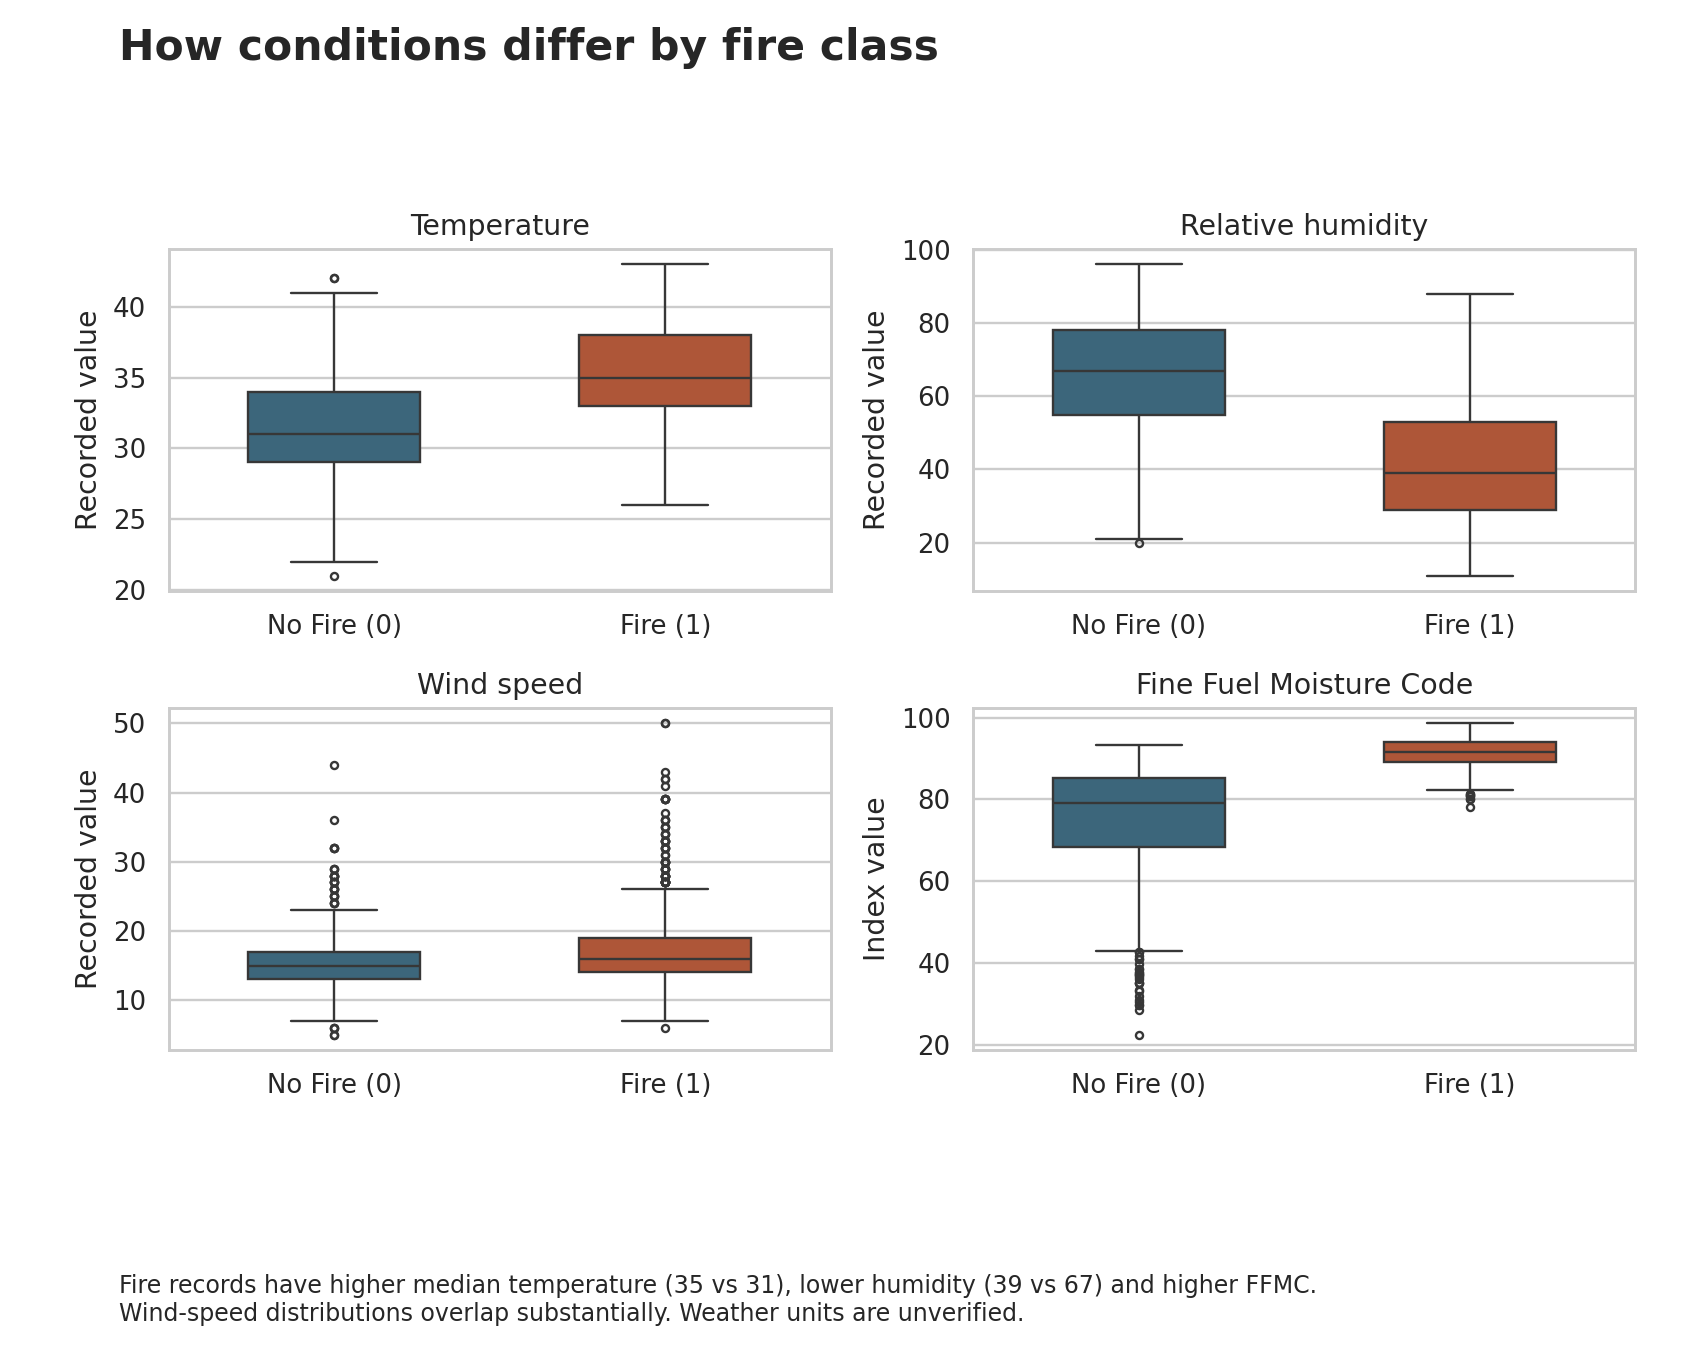 How conditions differ by fire class
Temperature
Recorded value
40
35
30
25
20
No Fire (0)
Fire (1)
Relative humidity
Recorded value
100
80
60
40
20
No Fire (0)
Fire (1)
Wind speed
Recorded value
50
40
30
20
10
No Fire (0)
Fire (1)
Fine Fuel Moisture Code
Index value
100
80
60
40
20
No Fire (0)
Fire (1)
Fire records have higher median temperature (35 vs 31), lower humidity (39 vs 67) and higher FFMC.
Wind-speed distributions overlap substantially. Weather units are unverified.